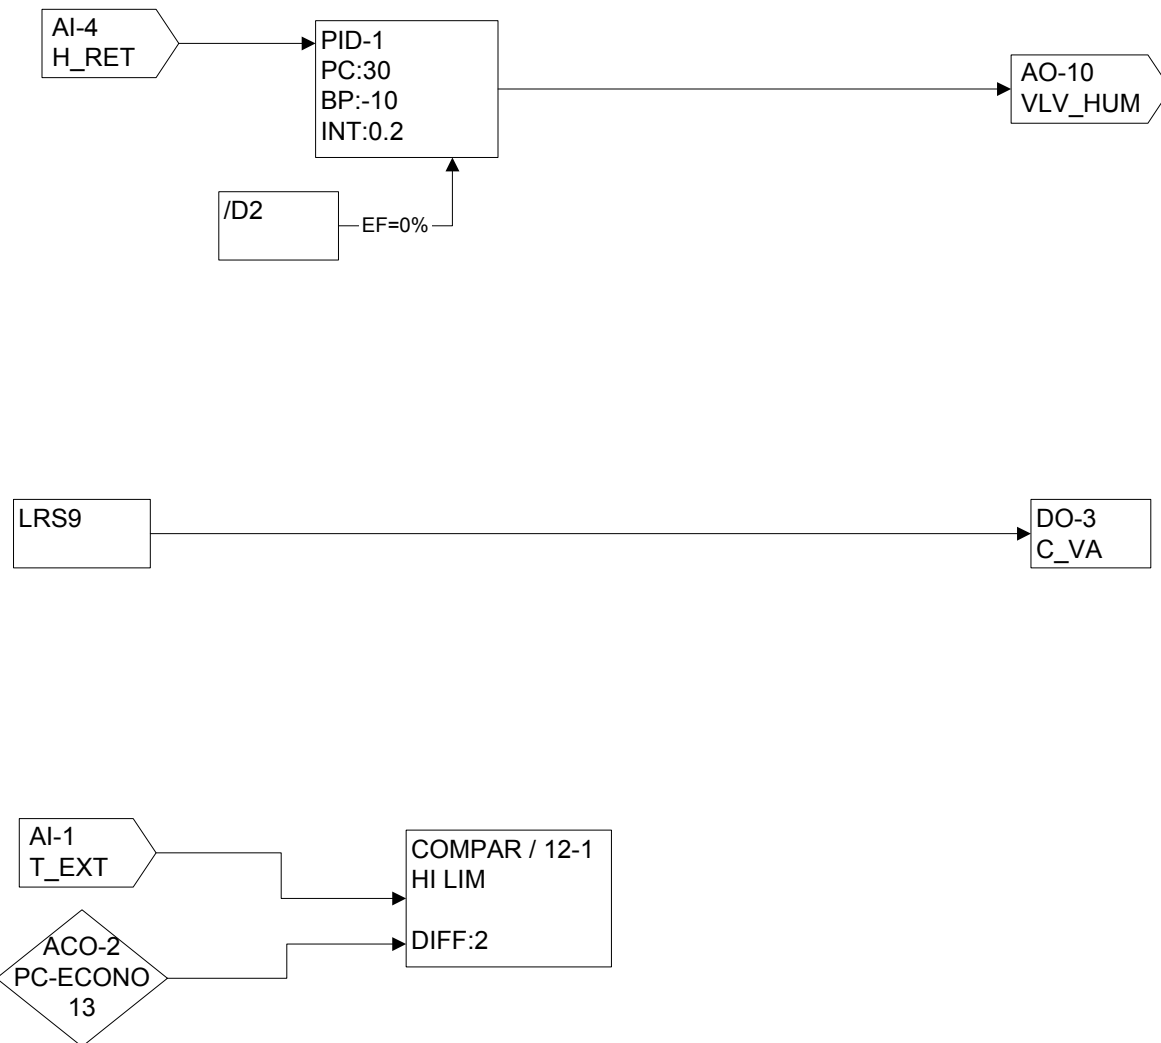 AI-4
H_RET
PID-1
PC:30
BP:-10
INT:0.2
AO-10
VLV_HUM
/D2
EF=0%
LRS9
DO-3
C_VA
AI-1
T_EXT
COMPAR / 12-1
HI LIM
DIFF:2
ACO-2
PC-ECONO
13